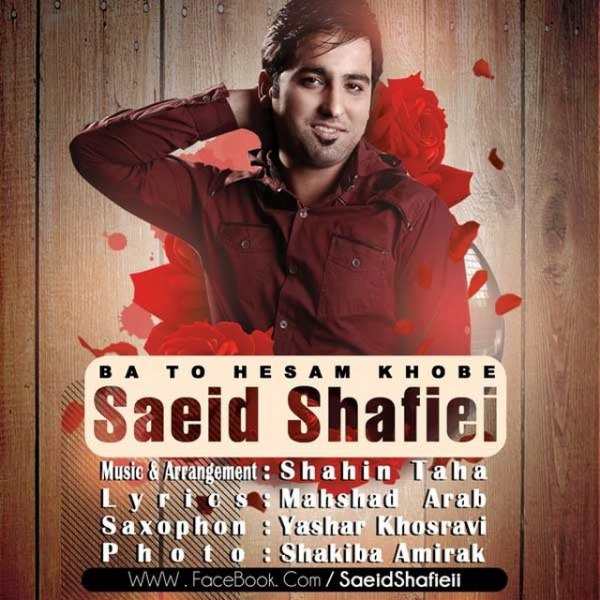 BA TO HESAM KHOBE
Saeid Shafiei
Music & Arrangement : Shahin Taha
Lyrics : Mahshad Arab
Saxophon : Yashar Khosravi
Photo : Shakiba Amirak
WWW . FaceBook. Com / SaeidShafieii